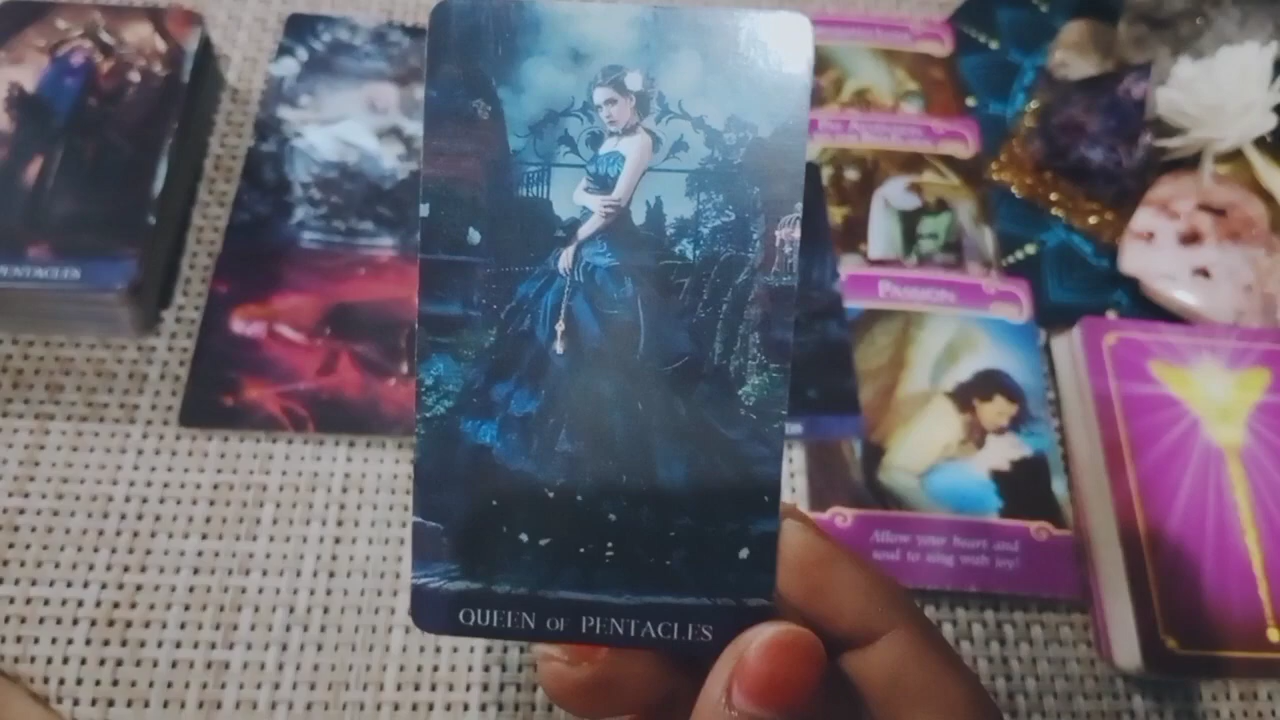 PENTACLES
QUEEN OF PENTACLES
PASSION
Allow your heart and
soul to sing with joy!